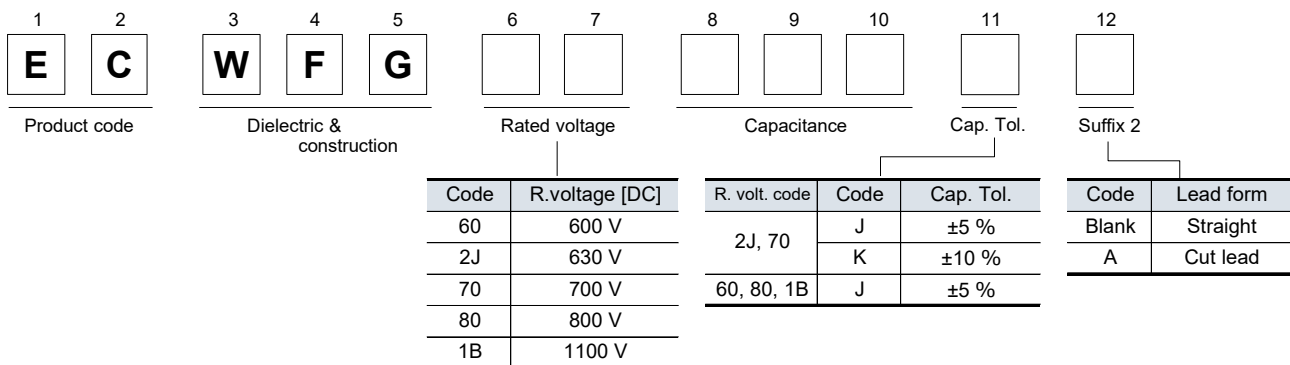 1 2 3 4 5 6 7 8 9 10 11 12
E C W F G
Product code Dielectric & Rated voltage Capacitance Cap. Tol. Suffix 2
construction
Code R.voltage [DC] R. volt. code Code Cap. Tol. Code Lead form
60 600 V 2J, 70 J ±5 % Blank Straight
2J 630 V K ±10 % A Cut lead
70 700 V 60, 80, 1B J ±5 %
80 800 V
1B 1100 V